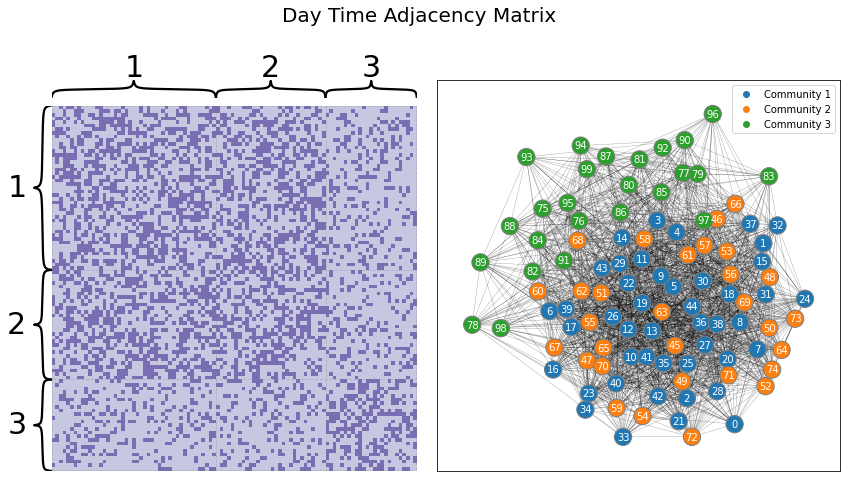 Day Time Adjacency Matrix
1 2 3
1
2
3
Community 1
Community 2
Community 3
96
94 90
93 87 92
99 81
77 79 83
80 85
75 95 66
88 76 86 3 97 46 37 32
84 68 14 58 4 57 1
89 91 11 61 53 15
82 43 29 9 56 48
60 62 51 22 5 30 18 31 24
6 39 19 44 69
78 98 17 55 26 12 13 63 36 38 8 50 73
67 65 45 27 7 64
16 47 70 10 41 35 25 20 74
40 49 71 52
23 42 2 28
34 59 54 21 0
33 72